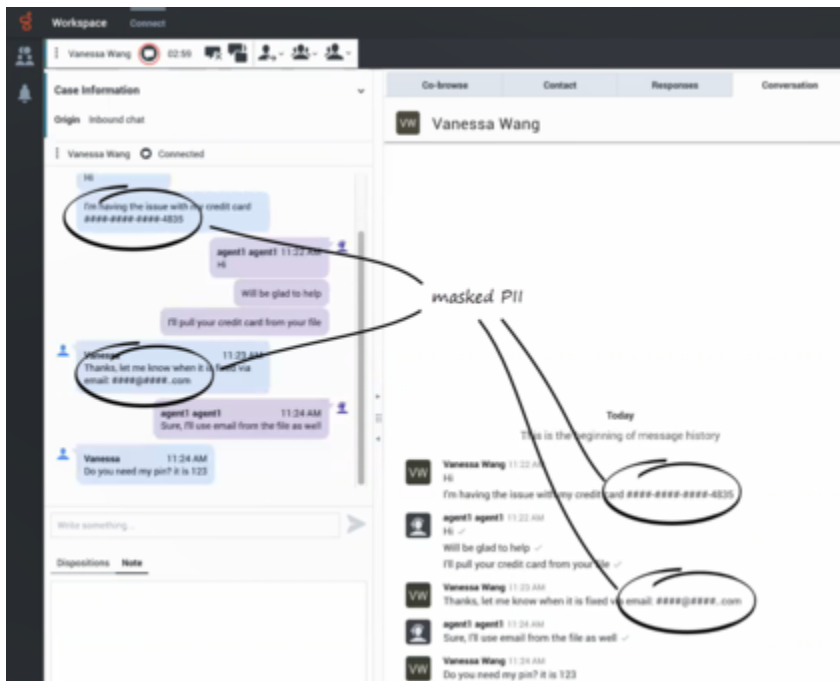 Workspace
Connect
Vanessa Wang
02:59
Case Information
Origin Inbound chat
Vanessa Wang Connected
Hi
I'm having the issue with my credit card
####-####-####-4835
agent1 agent1 11:22 AM
Hi
Will be glad to help
I'll pull your credit card from your file
Vanessa 11:23 AM
Thanks, let me know when it is fixed via
email: ####@####.com
agent1 agent1 11:24 AM
Sure, I'll use email from the file as well
Vanessa 11:24 AM
Do you need my pin? it is 123
Write something...
Dispositions
Note
Co-browse
Contact
Responses
Conversation
VW
Vanessa Wang
masked PII
Today
This is the beginning of message history
VW
Vanessa Wang 11:22 AM
Hi
I'm having the issue with my credit card ####-####-####-4835
agent1 agent1 11:22 AM
Hi
Will be glad to help
I'll pull your credit card from your file
VW
Vanessa Wang 11:23 AM
Thanks, let me know when it is fixed via email: ####@####.com
agent1 agent1 11:24 AM
Sure, I'll use email from the file as well
VW
Vanessa Wang 11:24 AM
Do you need my pin? it is 123